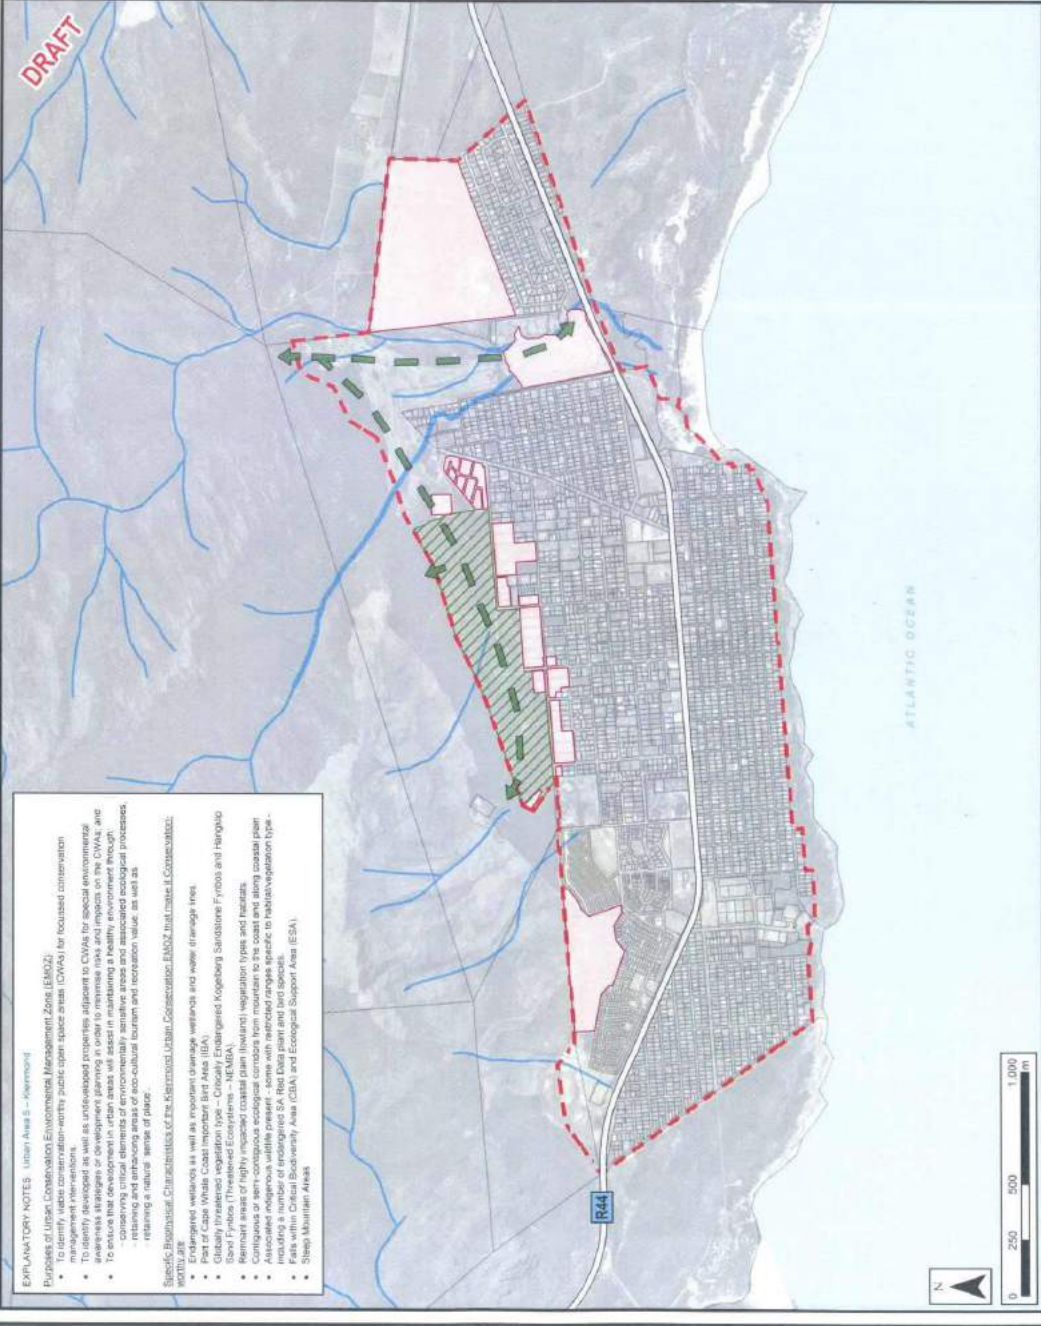 DRAFT
EXPLANATORY NOTES: Urban Area 5 – Kleinmond
Purposes of Urban Conservation Environmental Management Zone (EMOZ):
• To identify viable conservation-worthy public open space areas (CWAs) for focussed conservation
management interventions.
• To identify developed as well as undeveloped properties adjacent to CWAs for special environmental
awareness strategies or development planning in order to minimise risks and impacts on the CWAs; and
• To ensure that development in urban areas will assist in maintaining a healthy environment through:
- conserving critical elements of environmentally sensitive areas and associated ecological processes,
- retaining and enhancing areas of eco-cultural tourism and recreation value, as well as
- retaining a natural 'sense of place'.
Specific Biophysical Characteristics of the Kleinmond Urban Conservation EMOZ that make it Conservation-
worthy are:
• Endangered wetlands as well as important drainage wetlands and water drainage lines.
• Part of Cape Whale Coast Important Bird Area (IBA)
• Globally threatened vegetation type – Critically Endangered Kogelberg Sandstone Fynbos and Hangklip
Sand Fynbos (Threatened Ecosystems – NEMBA).
• Remnant areas of highly impacted coastal plain (lowland) vegetation types and habitats.
• Contiguous or semi-contiguous ecological corridors from mountain to the coast and along coastal plain
• Associated indigenous wildlife present - some with restricted ranges specific to habitat/vegetation type -
including a number of endangered SA Red Data plant and bird species.
• Falls within Critical Biodiversity Area (CBA) and Ecological Support Area (ESA).
• Steep Mountain Areas
R44
ATLANTIC OCEAN
N
0 250 500 1,000
m